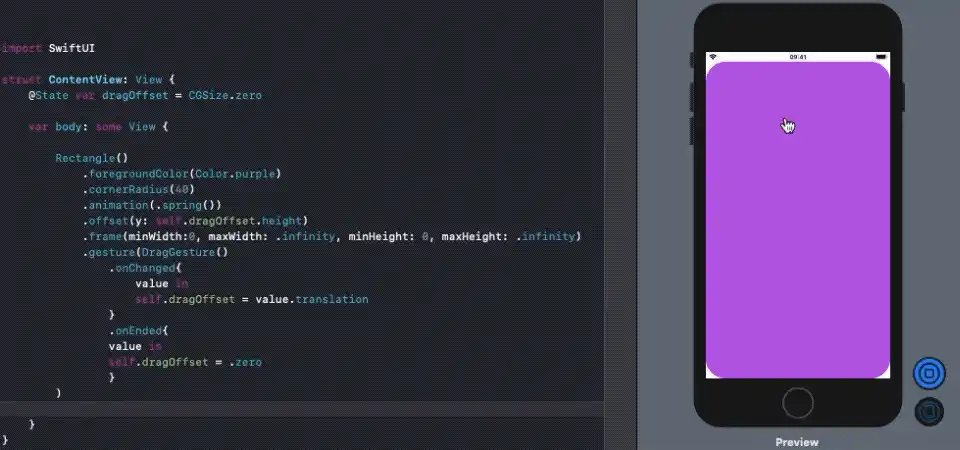 import SwiftUI
struct ContentView: View {
@State var dragOffset = CGSize.zero
var body: some View {
Rectangle()
.foregroundColor(Color.purple)
.cornerRadius(40)
.animation(.spring())
.offset(y: self.dragOffset.height)
.frame(minWidth:0, maxWidth: .infinity, minHeight: 0, maxHeight: .infinity)
.gesture(DragGesture()
.onChanged{
value in
self.dragOffset = value.translation
}
.onEnded{
value in
self.dragOffset = .zero
}
)
}
}
09:41
Preview